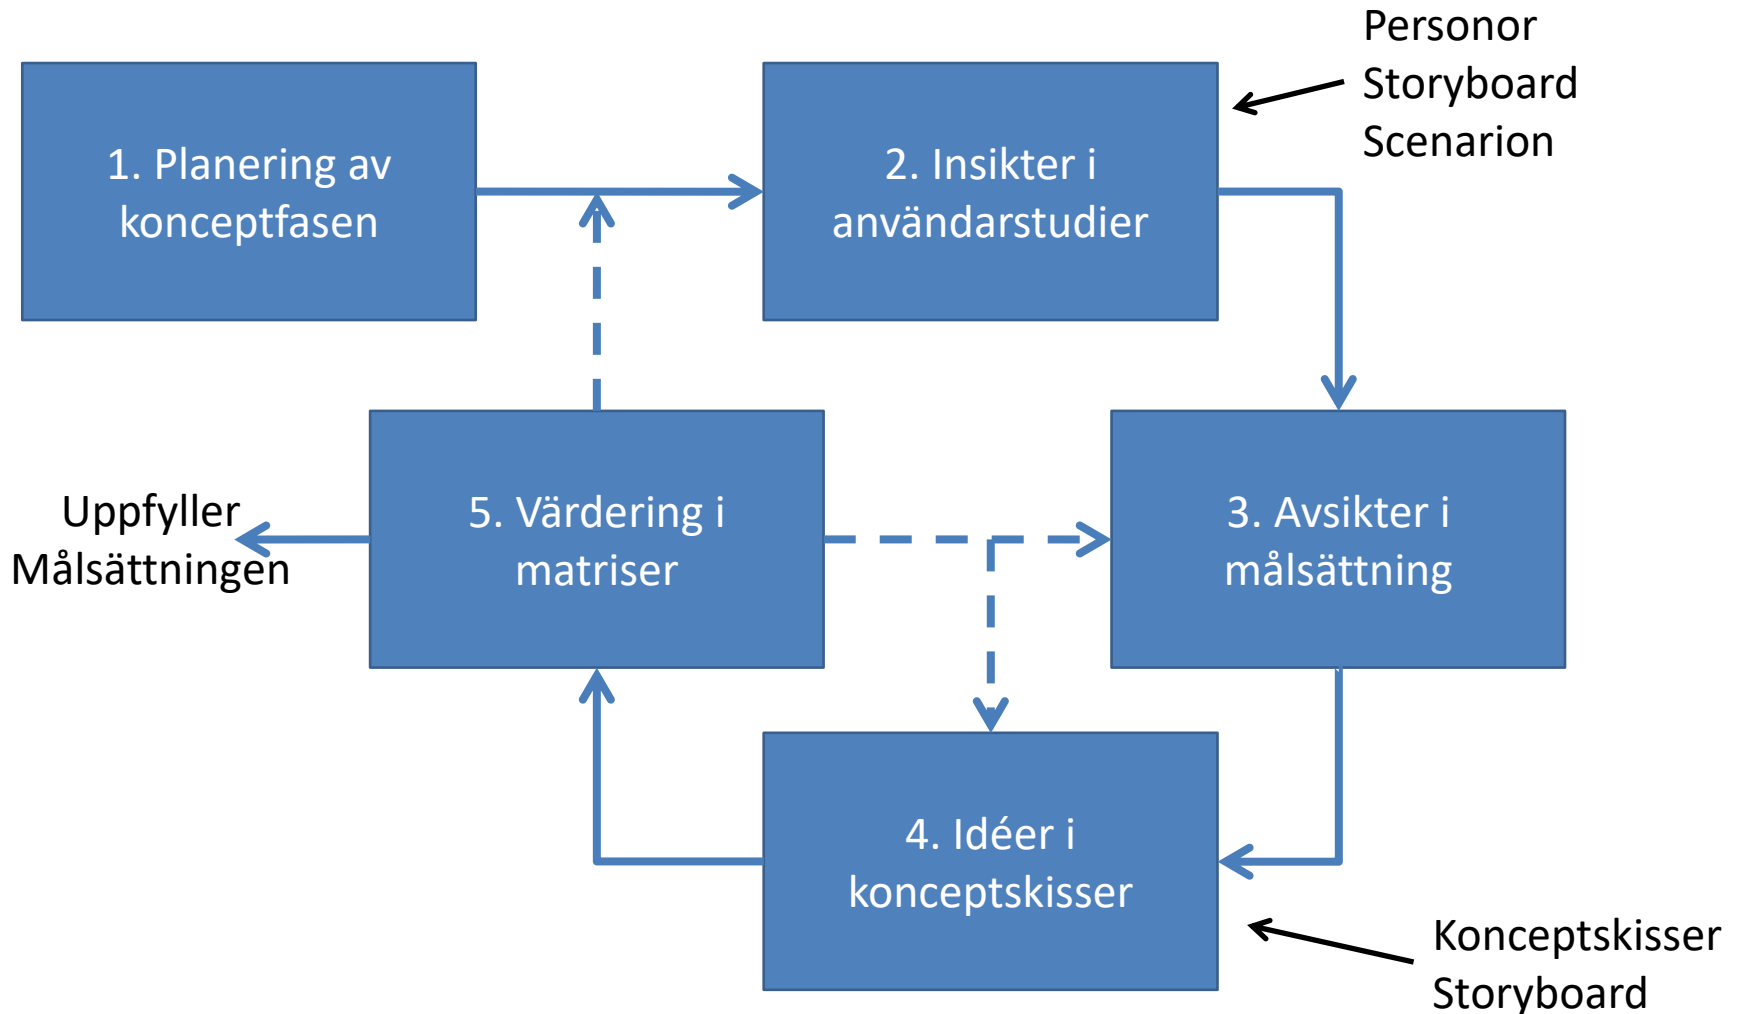 Personor
Storyboard
Scenarion
1. Planering av
konceptfasen
2. Insikter i
användarstudier
Uppfyller
Målsättningen
5. Värdering i
matriser
3. Avsikter i
målsättning
4. Idéer i
konceptskisser
Konceptskisser
Storyboard